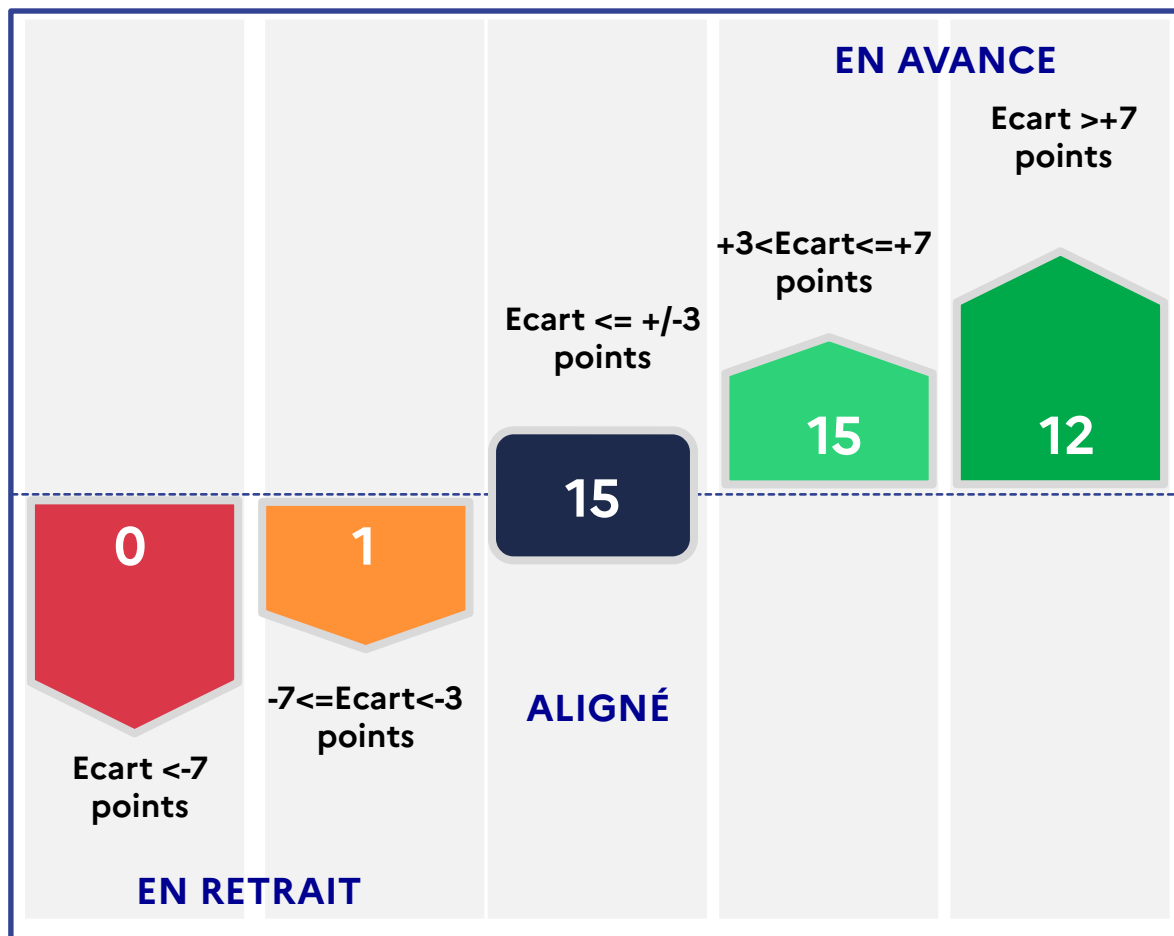 EN AVANCE
Ecart >+7
points
+3<Ecart<=+7
points
Ecart <= +/-3
points
15
12
15
0
1
-7<=Ecart<-3
points
ALIGNÉ
Ecart <-7
points
EN RETRAIT